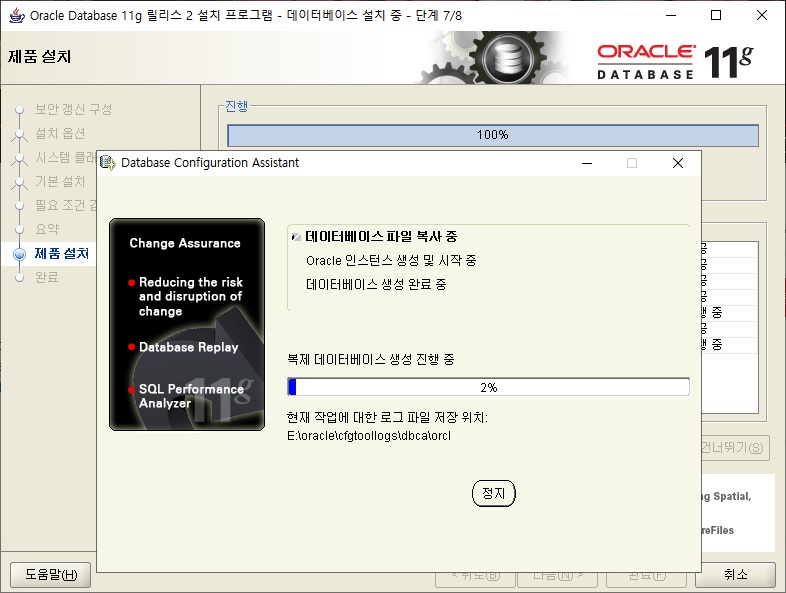 Oracle Database 11g 릴리스 2 설치 프로그램 - 데이터베이스 설치 중 - 단계 7/8
제품 설치
ORACLE
DATABASE 11g
보안 갱신 구성
설치 옵션
시스템 클래
기본 설치
필요 조건
요약
제품 설치
완료
진행
100%
Database Configuration Assistant
Change Assurance
Reducing the risk
and disruption of
change
Database Replay
SQL Performance
Analyzer
11g
데이터베이스 파일 복사 중
Oracle 인스턴스 생성 및 시작 중
데이터베이스 생성 완료 중
복제 데이터베이스 생성 진행 중
2%
현재 작업에 대한 로그 파일 저장 위치:
E:\oracle\cfgtoollogs\dbca\orcl
정지
중
중
건너뛰기(S)
Spatial,
reFiles
도움말(H)
< 뒤로(B)
다음(N) >
완료(F)
취소